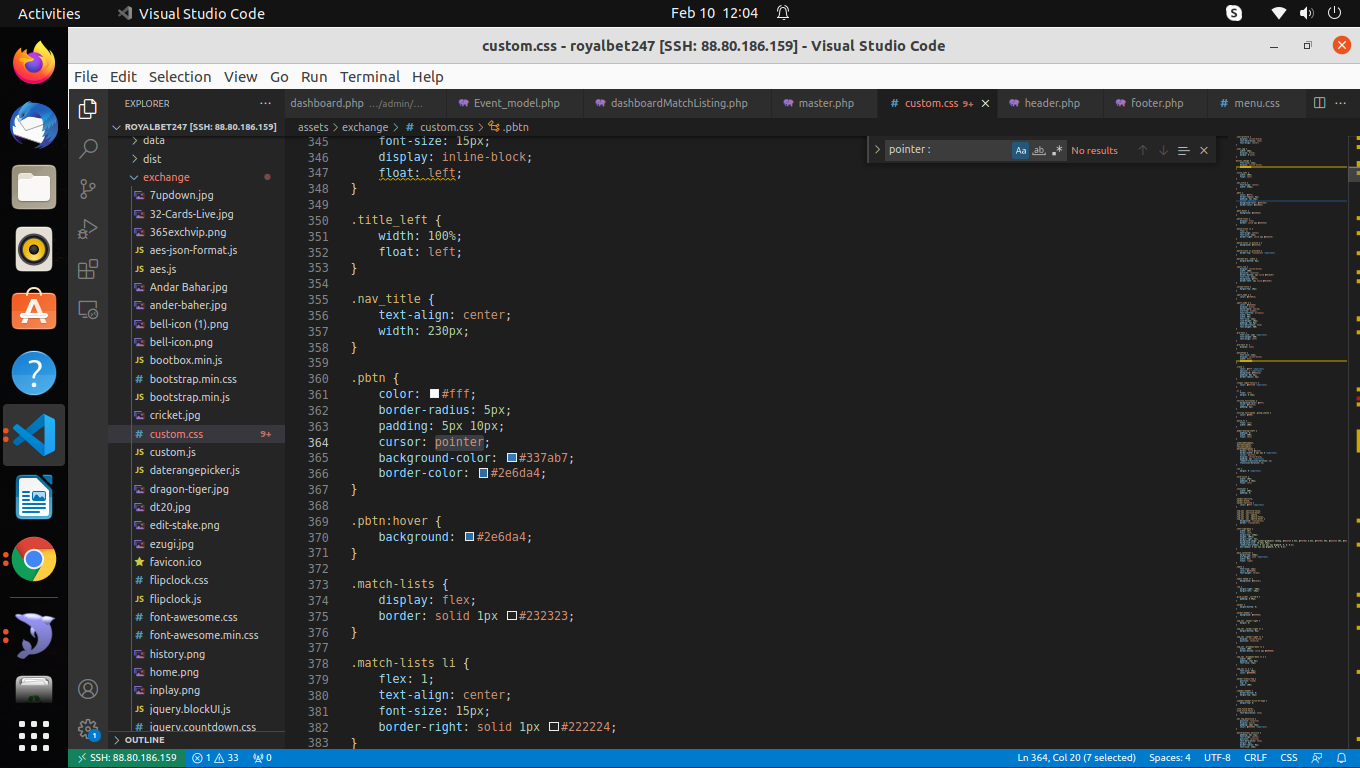 Activities
Visual Studio Code
Feb 10 12:04
custom.css - royalbet247 [SSH: 88.80.186.159] - Visual Studio Code
File Edit Selection View Go Run Terminal Help
EXPLORER
dashboard.php .../admin/...
Event_model.php
dashboardMatchListing.php
master.php
# custom.css 9+
header.php
footer.php
# menu.css
ROYALBET247 [SSH: 88.80.186.159]
data
dist
exchange
7updown.jpg
32-Cards-Live.jpg
365exchvip.png
JS aes-json-format.js
JS aes.js
Andar Bahar.jpg
ander-baher.jpg
bell-icon (1).png
bell-icon.png
JS bootbox.min.js
# bootstrap.min.css
JS bootstrap.min.js
cricket.jpg
# custom.css 9+
JS custom.js
JS daterangepicker.js
dragon-tiger.jpg
dt20.jpg
edit-stake.png
ezugi.jpg
favicon.ico
# flipclock.css
JS flipclock.js
# font-awesome.css
# font-awesome.min.css
history.png
home.png
inplay.png
JS jquery.blockUI.js
JS jquery.countdown.css
OUTLINE
assets > exchange > # custom.css > .pbtn
pointer:
Aa ab, .* No results
345 font-size: 15px;
346 display: inline-block;
347 float: left;
348 }
349
350 .title_left {
351 width: 100%;
352 float: left;
353 }
354
355 .nav_title {
356 text-align: center;
357 width: 230px;
358 }
359
360 .pbtn {
361 color: #fff;
362 border-radius: 5px;
363 padding: 5px 10px;
364 cursor: pointer;
365 background-color: #337ab7;
366 border-color: #2e6da4;
367 }
368
369 .pbtn:hover {
370 background: #2e6da4;
371 }
372
373 .match-lists {
374 display: flex;
375 border: solid 1px #232323;
376 }
377
378 .match-lists li {
379 flex: 1;
380 text-align: center;
381 font-size: 15px;
382 border-right: solid 1px #222224;
383 }
SSH: 88.80.186.159
1 33
0
Ln 364, Col 20 (7 selected)
Spaces: 4
UTF-8
CRLF
CSS